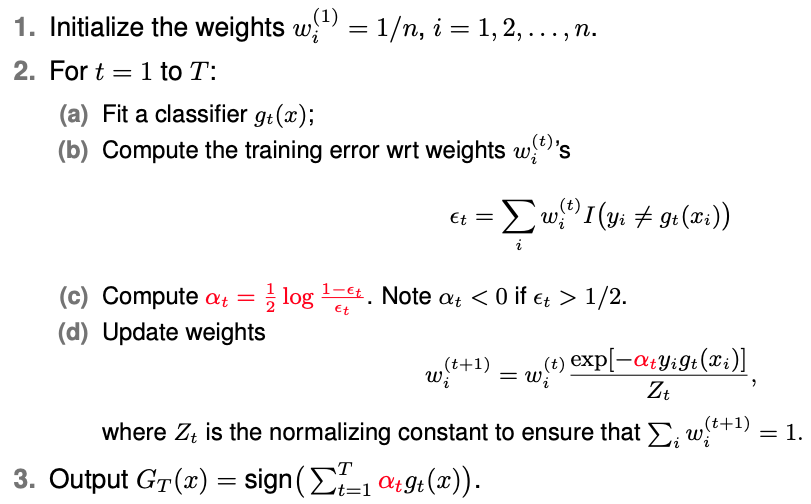 1. Initialize the weights $w_i^{(1)} = 1/n$, $i = 1, 2, \ldots, n$.
2. For $t = 1$ to $T$:
(a) Fit a classifier $g_t(x)$;
(b) Compute the training error wrt weights $w_i^{(t)}$'s
$\epsilon_t = \sum_i w_i^{(t)} I(y_i \neq g_t(x_i))$
(c) Compute $\alpha_t = \frac{1}{2} \log \frac{1-\epsilon_t}{\epsilon_t}$. Note $\alpha_t < 0$ if $\epsilon_t > 1/2$.
(d) Update weights
$w_i^{(t+1)} = w_i^{(t)} \frac{\exp[-\alpha_t y_i g_t(x_i)]}{Z_t},$
where $Z_t$ is the normalizing constant to ensure that $\sum_i w_i^{(t+1)} = 1$.
3. Output $G_T(x) = \text{sign}(\sum_{t=1}^{T} \alpha_t g_t(x))$.